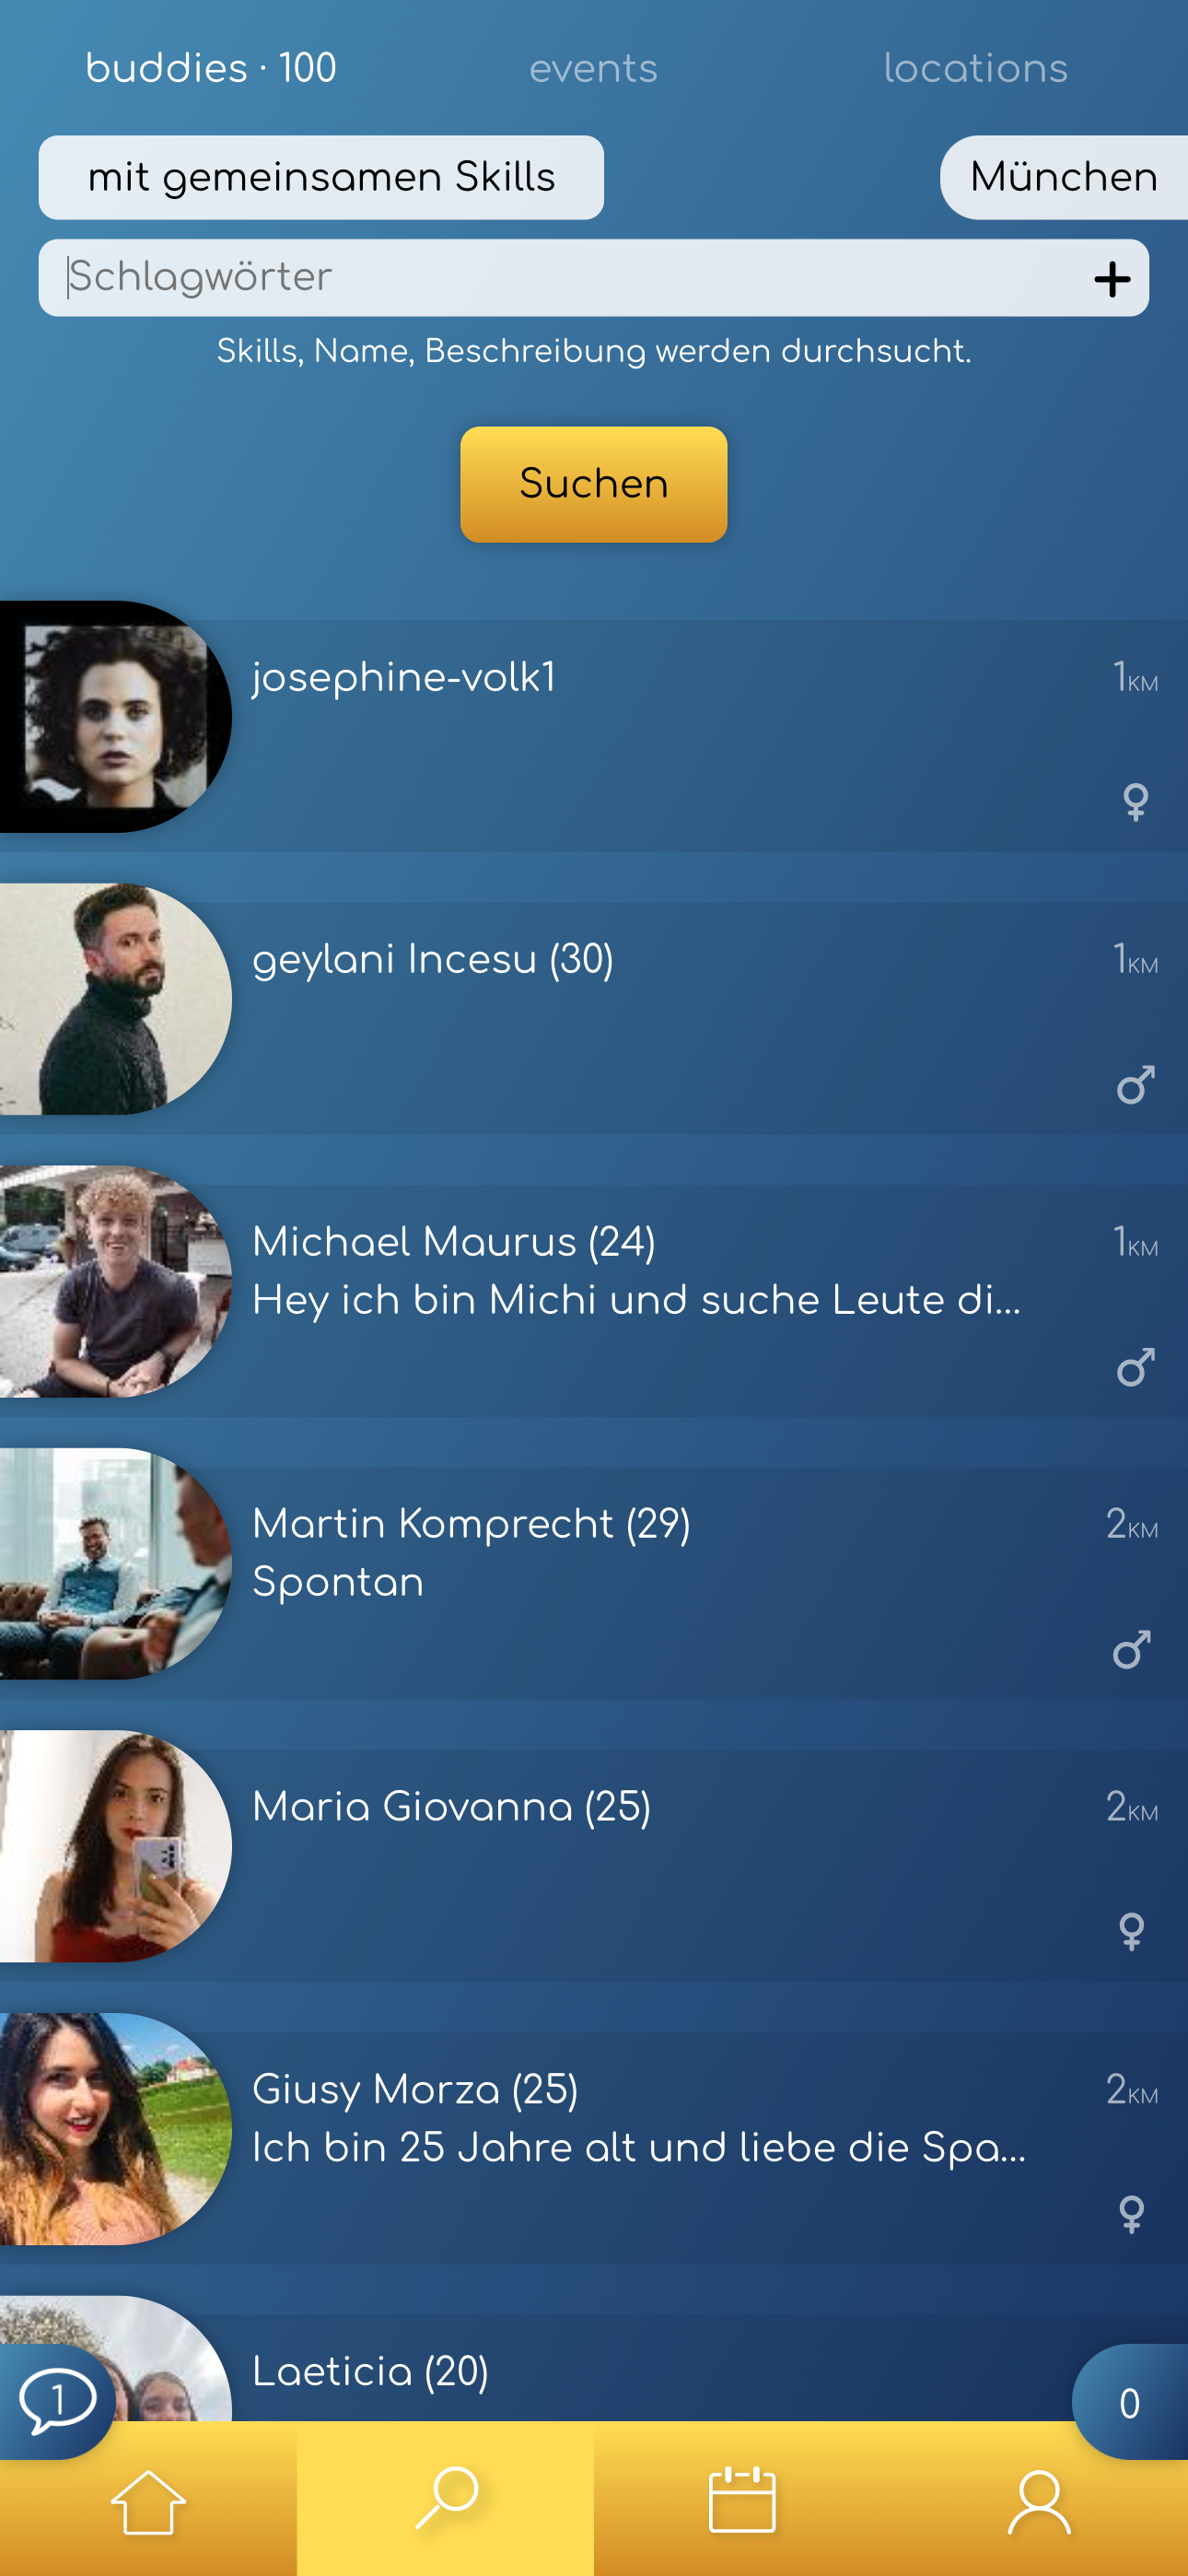 buddies · 100 events locations
mit gemeinsamen Skills München
Schlagwörter
Skills, Name, Beschreibung werden durchsucht.
Suchen
josephine-volk1 1KM
geylani Incesu (30) 1KM
Michael Maurus (24) 1KM
Hey ich bin Michi und suche Leute di...
Martin Komprecht (29) 2KM
Spontan
Maria Giovanna (25) 2KM
Giusy Morza (25) 2KM
Ich bin 25 Jahre alt und liebe die Spa...
Laeticia (20)
1 0